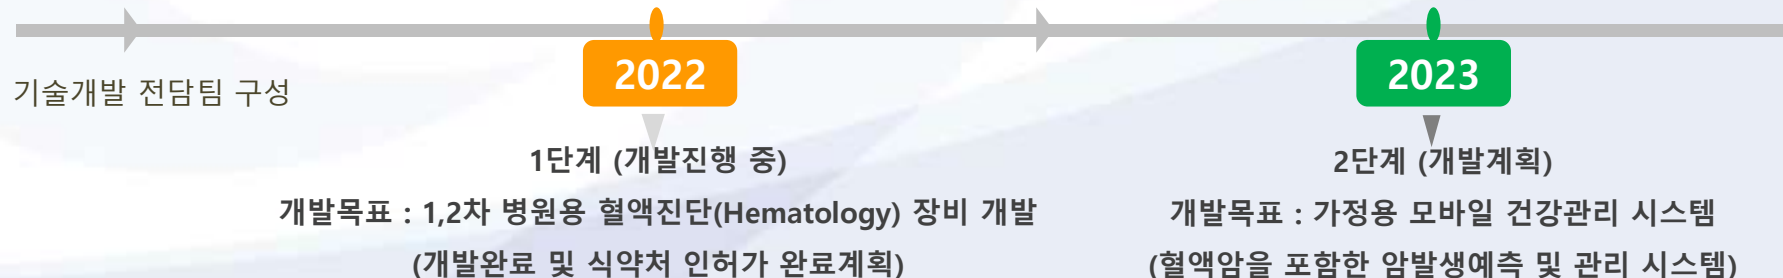 기술개발 전담팀 구성
2022
1단계 (개발진행 중)
개발목표 : 1,2차 병원용 혈액진단(Hematology) 장비 개발
(개발완료 및 식약처 인허가 완료계획)
2023
2단계 (개발계획)
개발목표 : 가정용 모바일 건강관리 시스템
(혈액암을 포함한 암발생예측 및 관리 시스템)